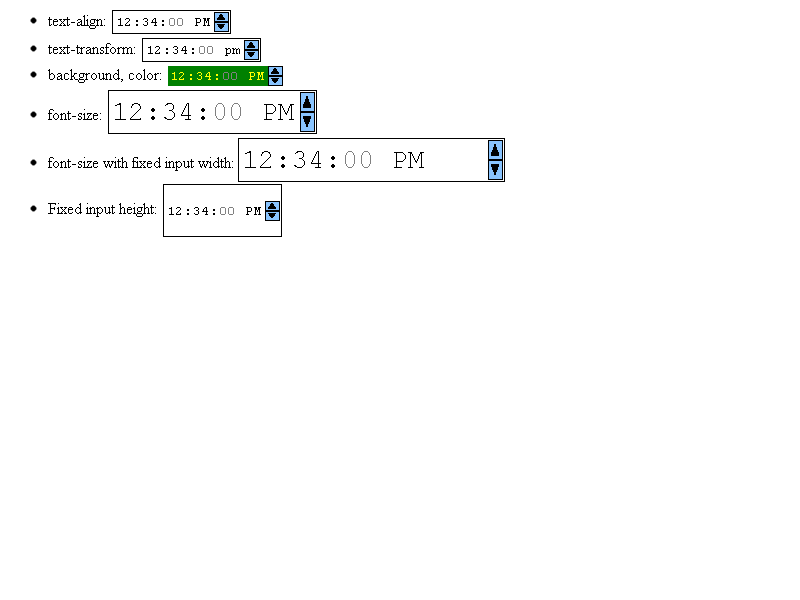 text-align: 12:34:00 PM
text-transform: 12:34:00 pm
background, color: 12:34:00 PM
font-size: 12:34:00 PM
font-size with fixed input width: 12:34:00 PM
Fixed input height: 12:34:00 PM